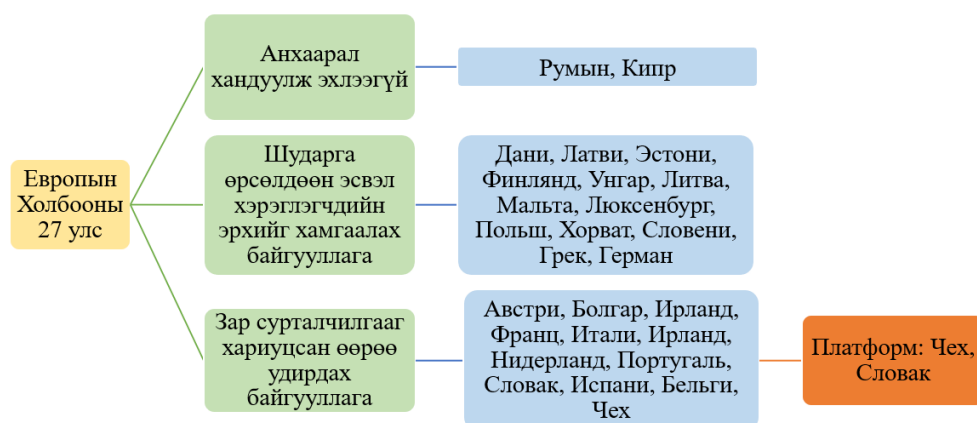 Европын
Холбооны
27 улс
Анхаарал
хандуулж эхлээгүй
Румын, Кипр
Шударга
өрсөлдөөн эсвэл
хэрэглэгчдийн
эрхийг хамгаалах
байгууллага
Дани, Латви, Эстони,
Финлянд, Унгар, Литва,
Мальта, Люксенбург,
Польш, Хорват, Словени,
Грек, Герман
Зар сурталчилгааг
хариуцсан өөрөө
удирдах
байгууллага
Австри, Болгар, Ирланд,
Франц, Итали, Ирланд,
Нидерланд, Португаль,
Словак, Испани, Бельги,
Чех
Платформ: Чех,
Словак